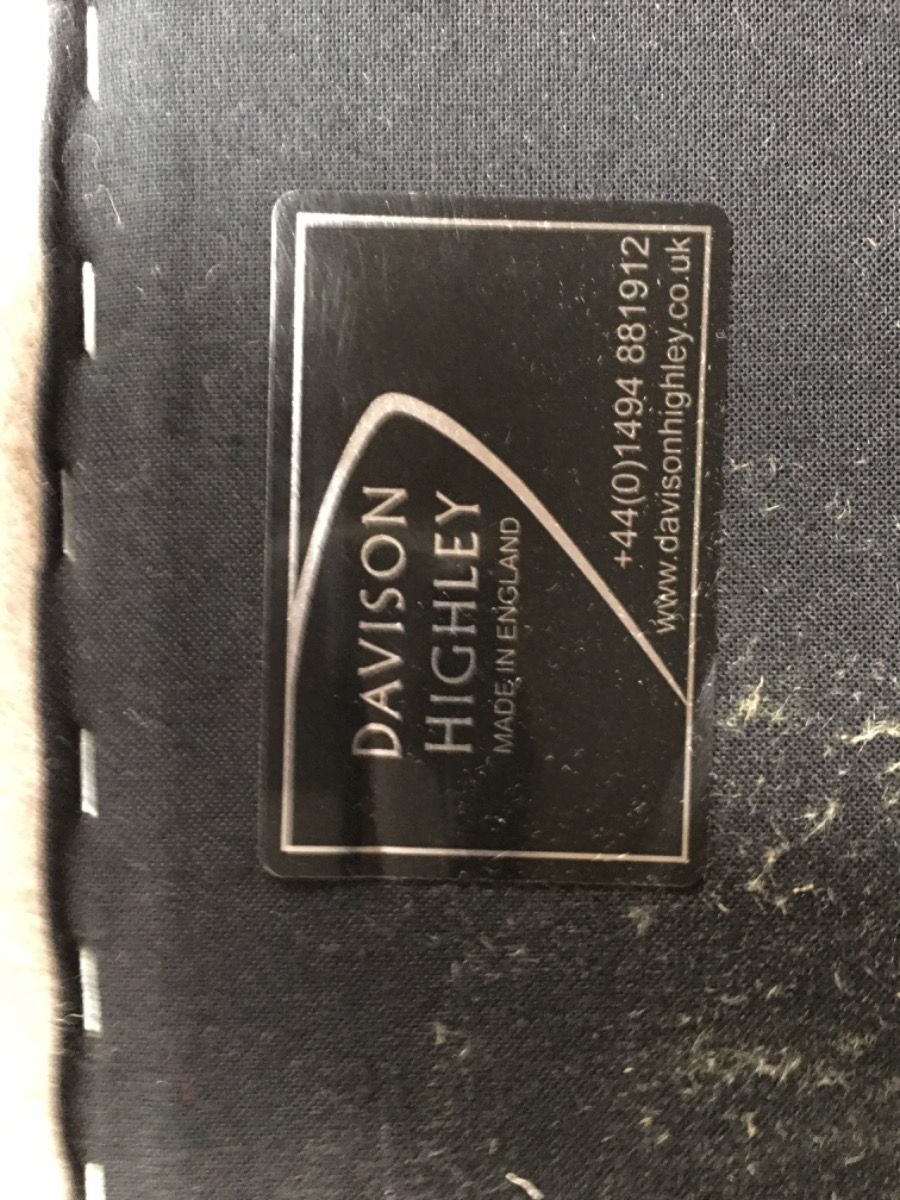 DAVISON
HIGHLEY
MADE IN ENGLAND
+44(0)1494 881912
www.davisonhighley.co.uk